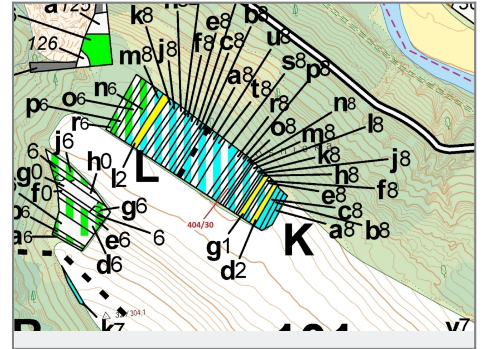 a 125
k8 e8 b8
126 m8 j8 f8 c8 u8
a8 s8 p8
n6 t8
p6 o6 r8 n8
r6 o8 l8
m8
j6 k8 j8
6 h0 L h8
g0 l2 f8
f0 e8
g6 404/30 c8
6 K a8 b8
a6 e6 g1
d6 d2
k7 304.1
v7